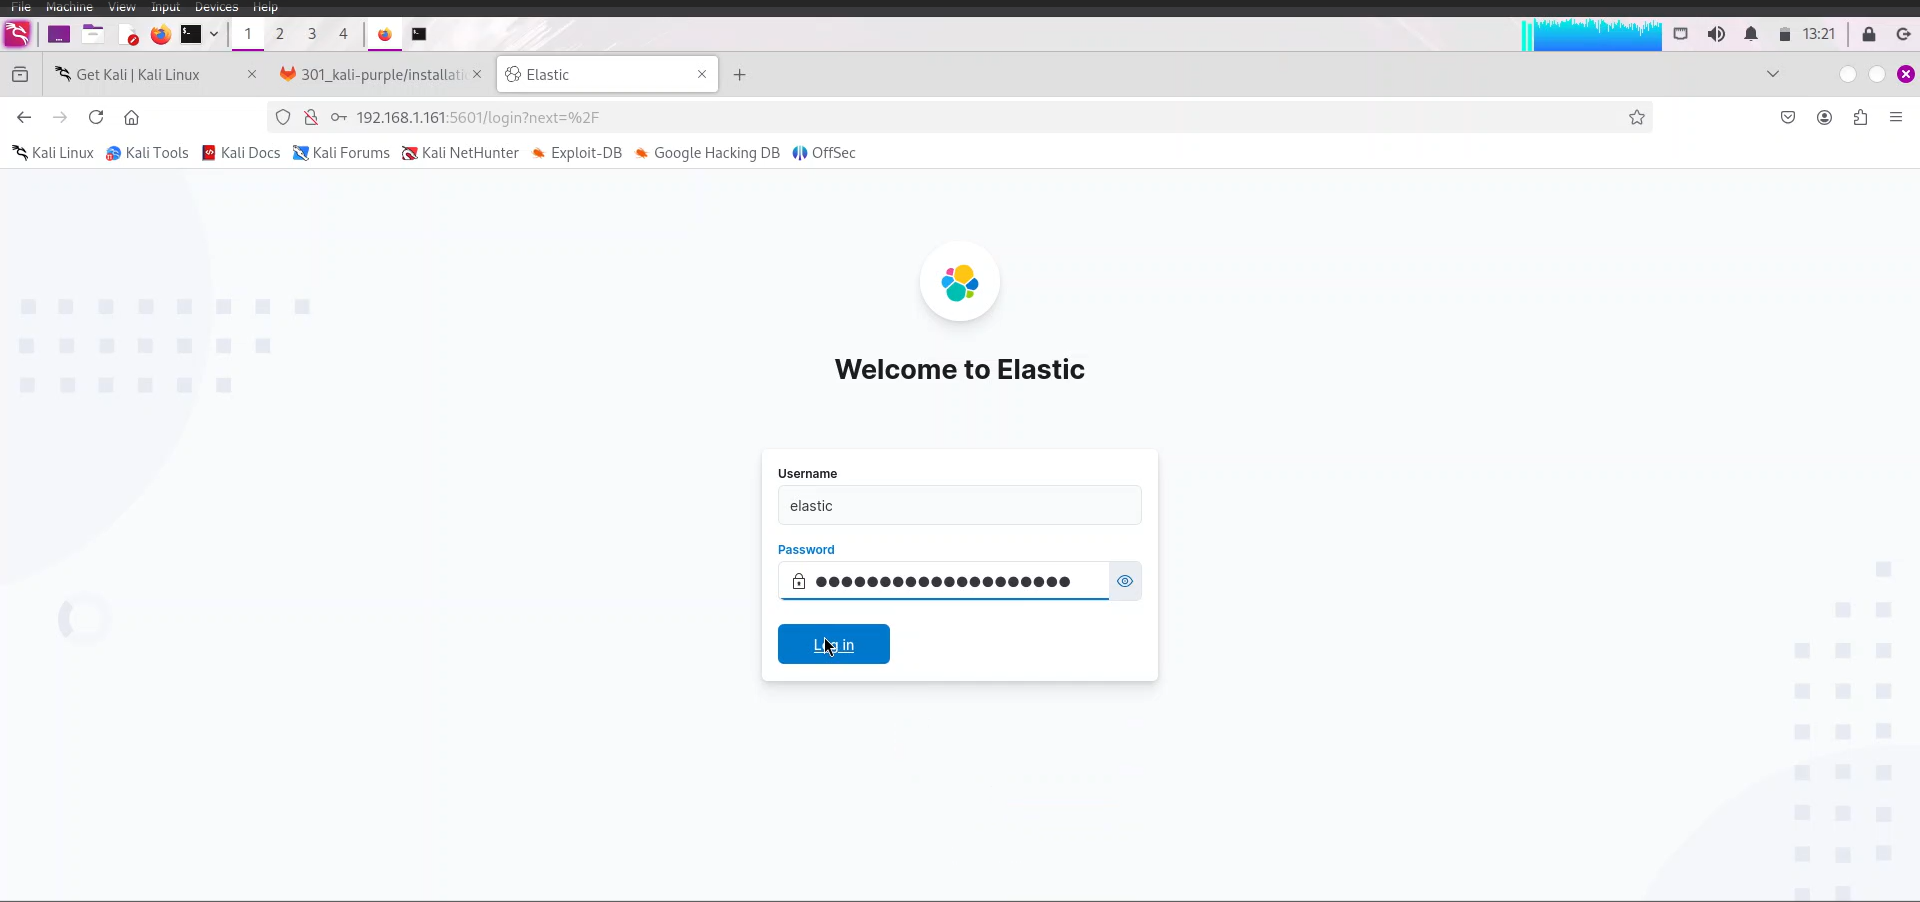 File Machine View Input Devices Help
1 2 3 4 13:21
Get Kali | Kali Linux 301_kali-purple/installati Elastic
192.168.1.161:5601/login?next=%2F
Kali Linux Kali Tools Kali Docs Kali Forums Kali NetHunter Exploit-DB Google Hacking DB OffSec
Welcome to Elastic
Username
elastic
Password
Log in